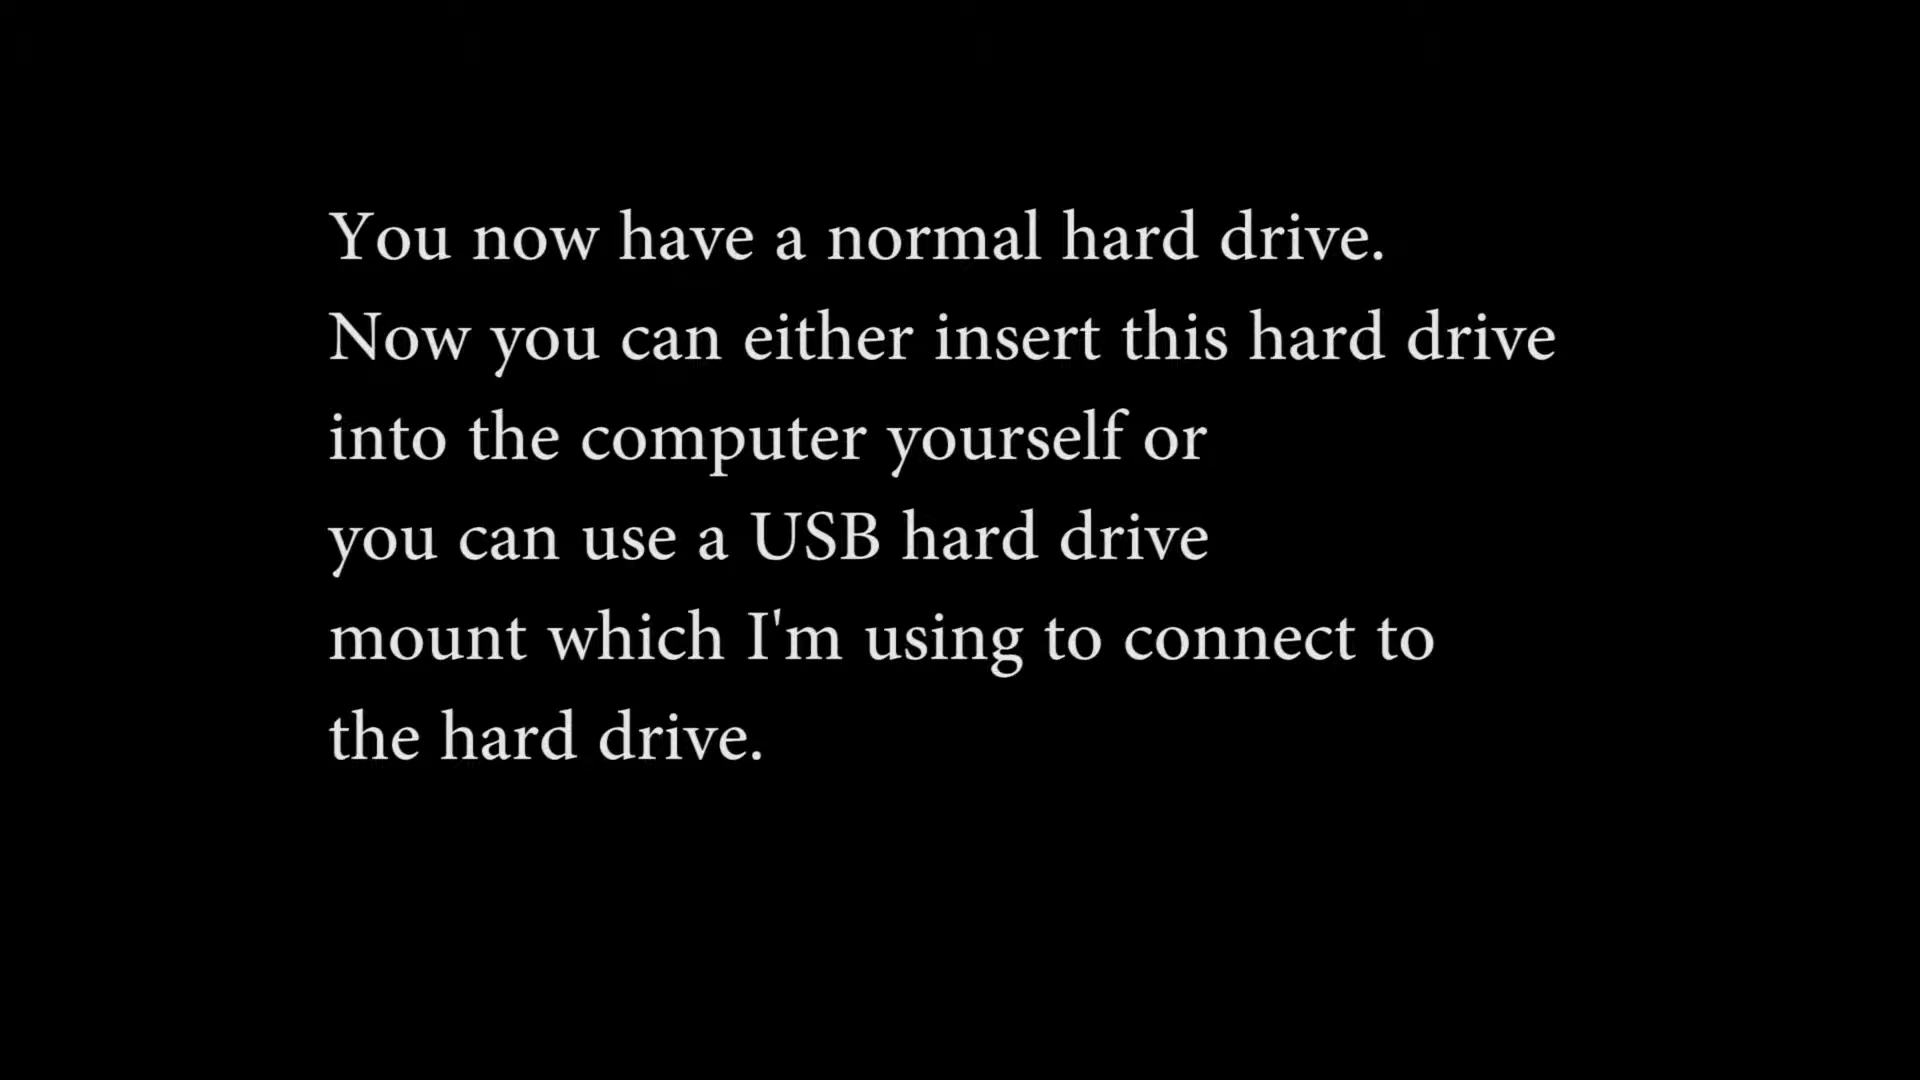 You now have a normal hard drive.
Now you can either insert this hard drive
into the computer yourself or
you can use a USB hard drive
mount which I'm using to connect to
the hard drive.